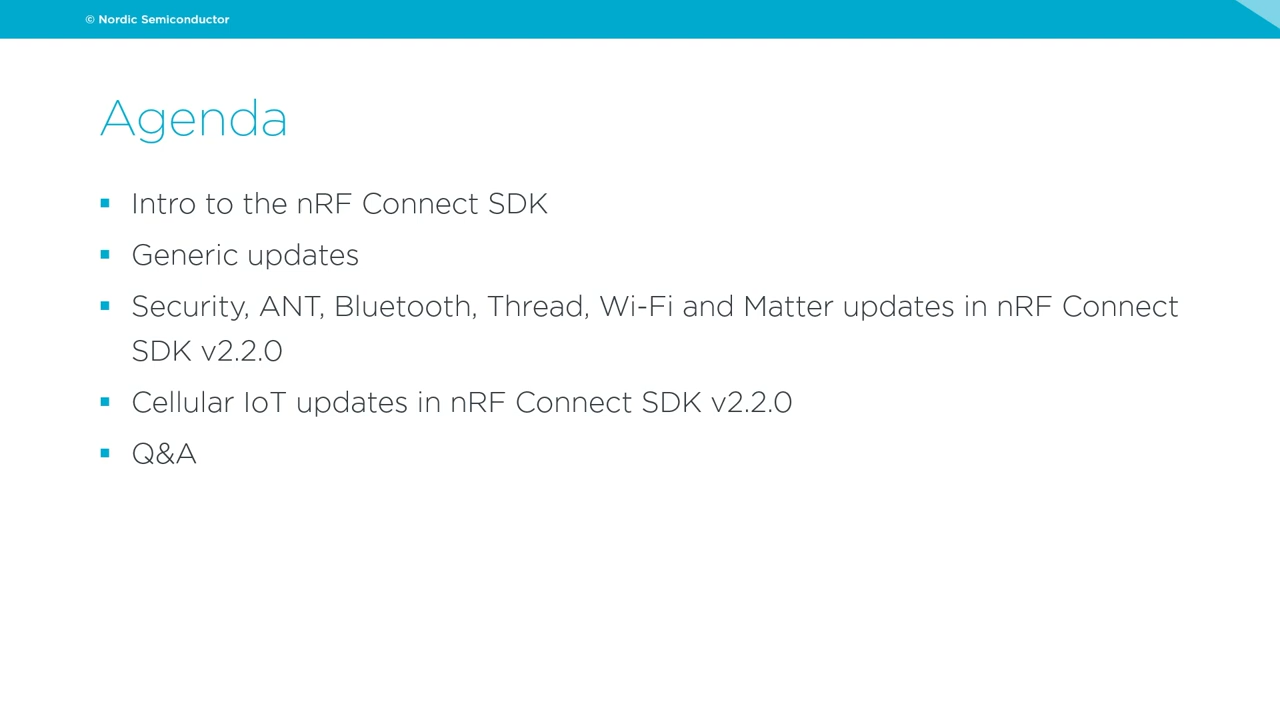 © Nordic Semiconductor
Agenda
▪ Intro to the nRF Connect SDK
▪ Generic updates
▪ Security, ANT, Bluetooth, Thread, Wi-Fi and Matter updates in nRF Connect
SDK v2.2.0
▪ Cellular IoT updates in nRF Connect SDK v2.2.0
▪ Q&A